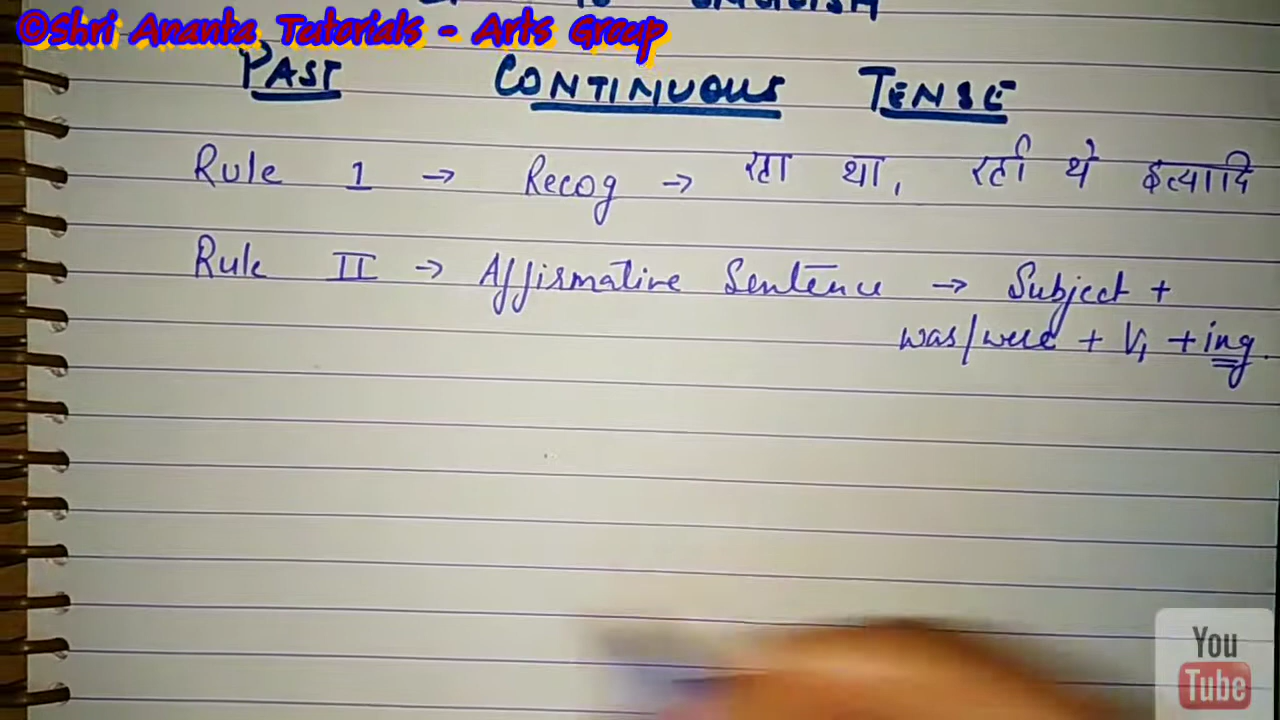 ©Shri Ananta Tutorials - Arts Group
ENGLISH
PAST CONTINUOUS TENSE
Rule 1 → Recog → रहा था, रही थे इत्यादि
Rule II → Affirmative Sentence → Subject +
was/were + V₁ + ing.
You
Tube